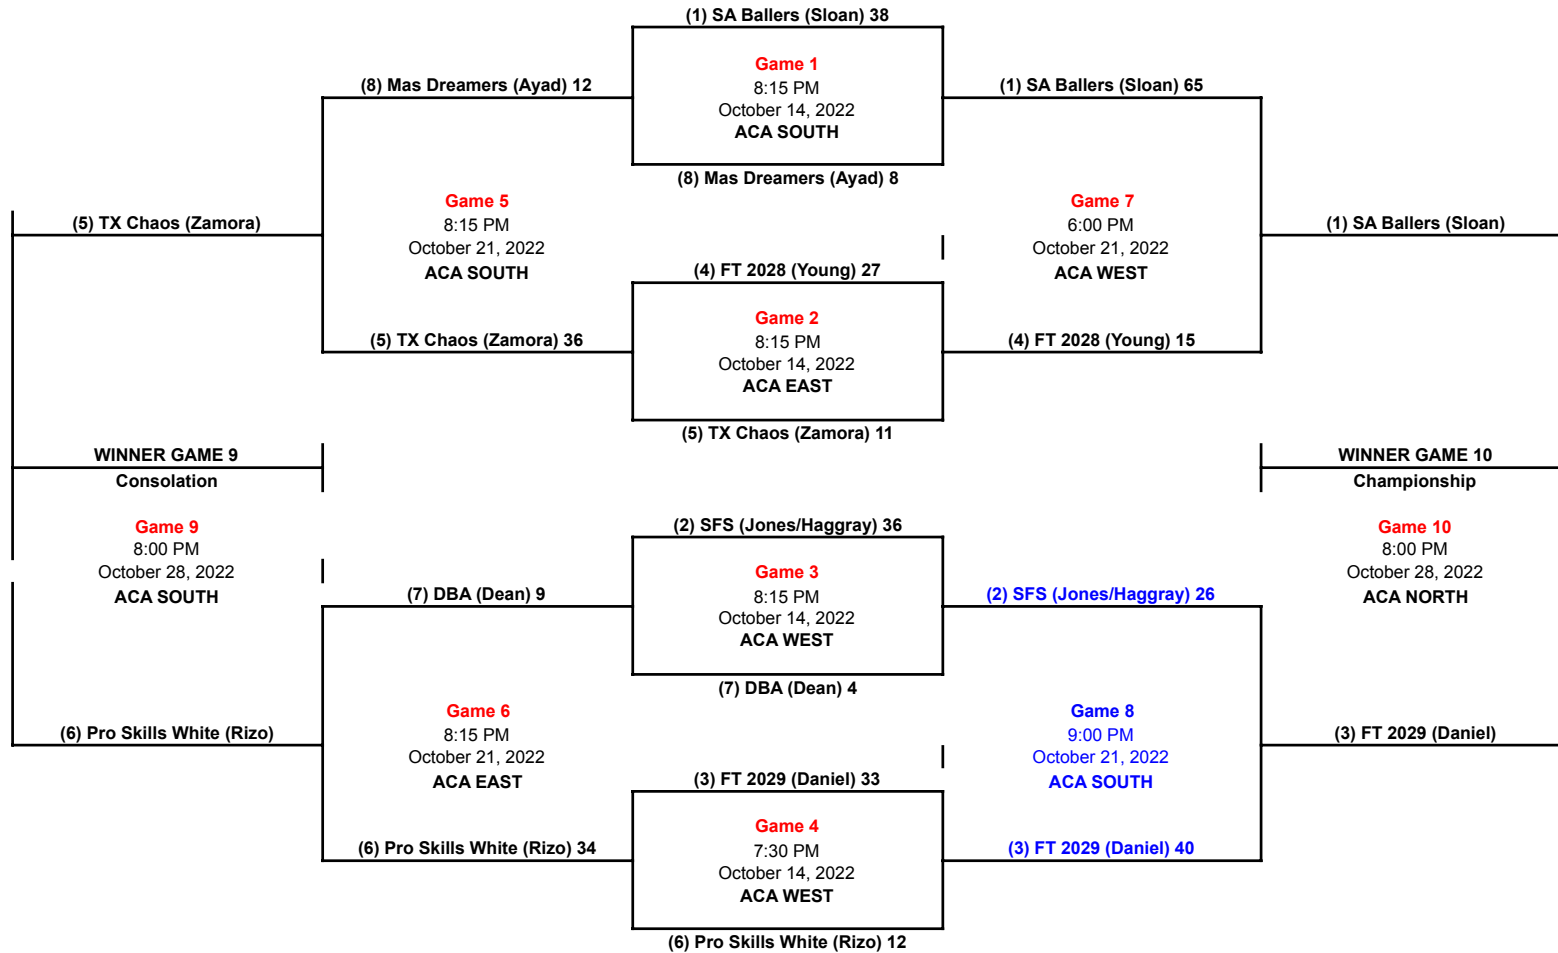 (1) SA Ballers (Sloan) 38
Game 1
8:15 PM
October 14, 2022
ACA SOUTH
(8) Mas Dreamers (Ayad) 8
(8) Mas Dreamers (Ayad) 12
(1) SA Ballers (Sloan) 65
Game 5
8:15 PM
October 21, 2022
ACA SOUTH
Game 7
6:00 PM
October 21, 2022
ACA WEST
(5) TX Chaos (Zamora)
(1) SA Ballers (Sloan)
(4) FT 2028 (Young) 27
Game 2
8:15 PM
October 14, 2022
ACA EAST
(5) TX Chaos (Zamora) 11
(5) TX Chaos (Zamora) 36
(4) FT 2028 (Young) 15
WINNER GAME 9
Consolation
Game 9
8:00 PM
October 28, 2022
ACA SOUTH
WINNER GAME 10
Championship
Game 10
8:00 PM
October 28, 2022
ACA NORTH
(2) SFS (Jones/Haggray) 36
Game 3
8:15 PM
October 14, 2022
ACA WEST
(7) DBA (Dean) 4
(7) DBA (Dean) 9
(2) SFS (Jones/Haggray) 26
Game 6
8:15 PM
October 21, 2022
ACA EAST
Game 8
9:00 PM
October 21, 2022
ACA SOUTH
(6) Pro Skills White (Rizo)
(3) FT 2029 (Daniel)
(3) FT 2029 (Daniel) 33
Game 4
7:30 PM
October 14, 2022
ACA WEST
(6) Pro Skills White (Rizo) 12
(6) Pro Skills White (Rizo) 34
(3) FT 2029 (Daniel) 40